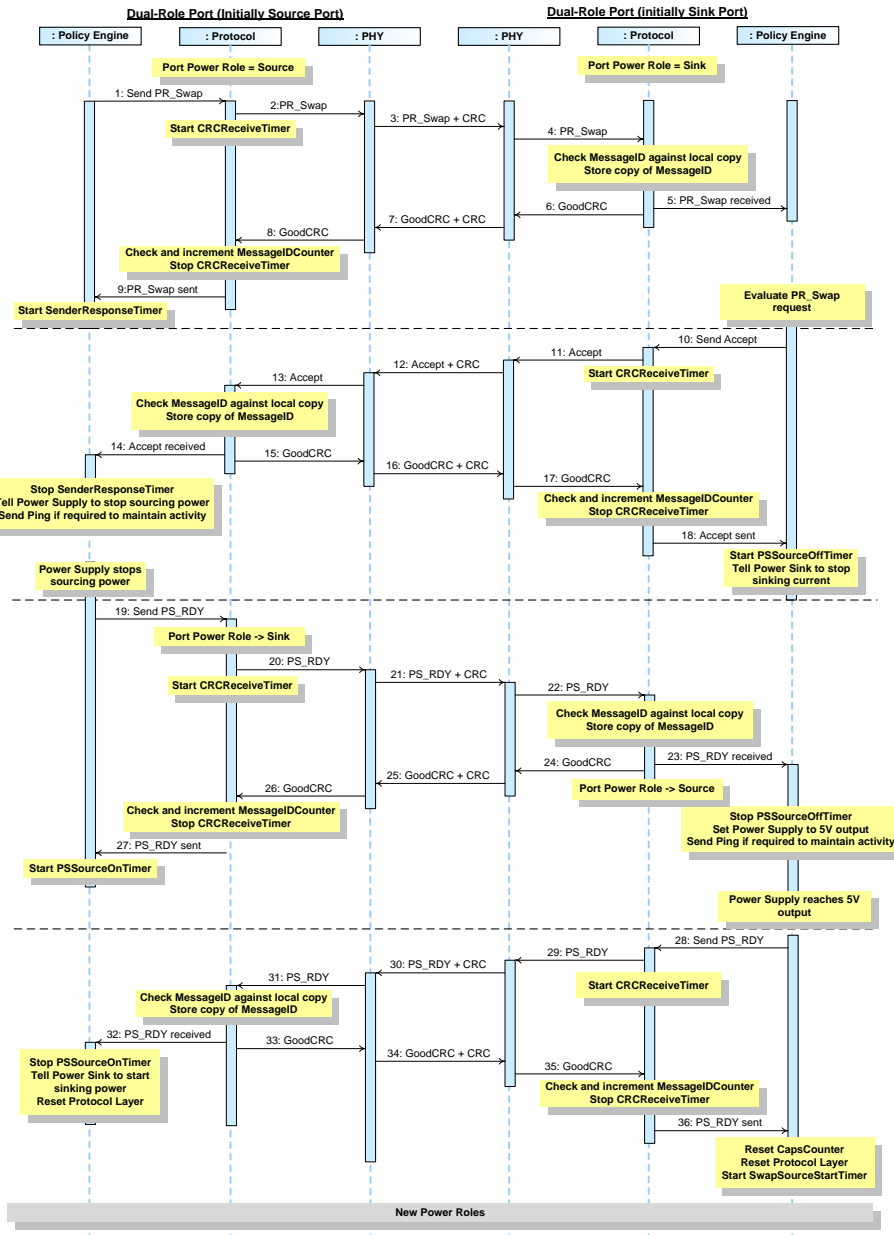 Dual-Role Port (Initially Source Port)
Dual-Role Port (initially Sink Port)
: Policy Engine
: Protocol
: PHY
: PHY
: Protocol
: Policy Engine
Port Power Role = Source
Port Power Role = Sink
1: Send PR_Swap
2:PR_Swap
Start CRCReceiveTimer
3: PR_Swap + CRC
4: PR_Swap
Check MessageID against local copy
Store copy of MessageID
5: PR_Swap received
6: GoodCRC
7: GoodCRC + CRC
8: GoodCRC
Check and increment MessageIDCounter
Stop CRCReceiveTimer
9:PR_Swap sent
Start SenderResponseTimer
Evaluate PR_Swap
request
10: Send Accept
11: Accept
Start CRCReceiveTimer
12: Accept + CRC
13: Accept
Check MessageID against local copy
Store copy of MessageID
14: Accept received
15: GoodCRC
16: GoodCRC + CRC
17: GoodCRC
Check and increment MessageIDCounter
Stop CRCReceiveTimer
Stop SenderResponseTimer
Tell Power Supply to stop sourcing power
Send Ping if required to maintain activity
18: Accept sent
Start PSSourceOffTimer
Tell Power Sink to stop
sinking current
Power Supply stops
sourcing power
19: Send PS_RDY
Port Power Role -> Sink
20: PS_RDY
Start CRCReceiveTimer
21: PS_RDY + CRC
22: PS_RDY
Check MessageID against local copy
Store copy of MessageID
23: PS_RDY received
24: GoodCRC
Port Power Role -> Source
25: GoodCRC + CRC
26: GoodCRC
Check and increment MessageIDCounter
Stop CRCReceiveTimer
Stop PSSourceOffTimer
Set Power Supply to 5V output
Send Ping if required to maintain activity
27: PS_RDY sent
Start PSSourceOnTimer
Power Supply reaches 5V
output
28: Send PS_RDY
29: PS_RDY
Start CRCReceiveTimer
30: PS_RDY + CRC
31: PS_RDY
Check MessageID against local copy
Store copy of MessageID
32: PS_RDY received
33: GoodCRC
34: GoodCRC + CRC
35: GoodCRC
Stop PSSourceOnTimer
Tell Power Sink to start
sinking power
Reset Protocol Layer
Check and increment MessageIDCounter
Stop CRCReceiveTimer
36: PS_RDY sent
Reset CapsCounter
Reset Protocol Layer
Start SwapSourceStartTimer
New Power Roles